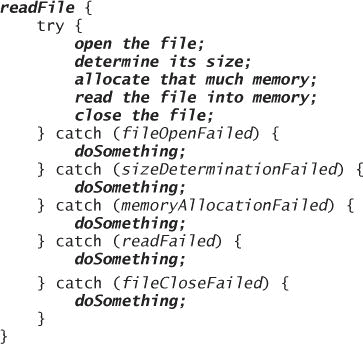 readFile {
    try {
        open the file;
        determine its size;
        allocate that much memory;
        read the file into memory;
        close the file;
    } catch (fileOpenFailed) {
        doSomething;
    } catch (sizeDeterminationFailed) {
        doSomething;
    } catch (memoryAllocationFailed) {
        doSomething;
    } catch (readFailed) {
        doSomething;
    } catch (fileCloseFailed) {
        doSomething;
    }
}